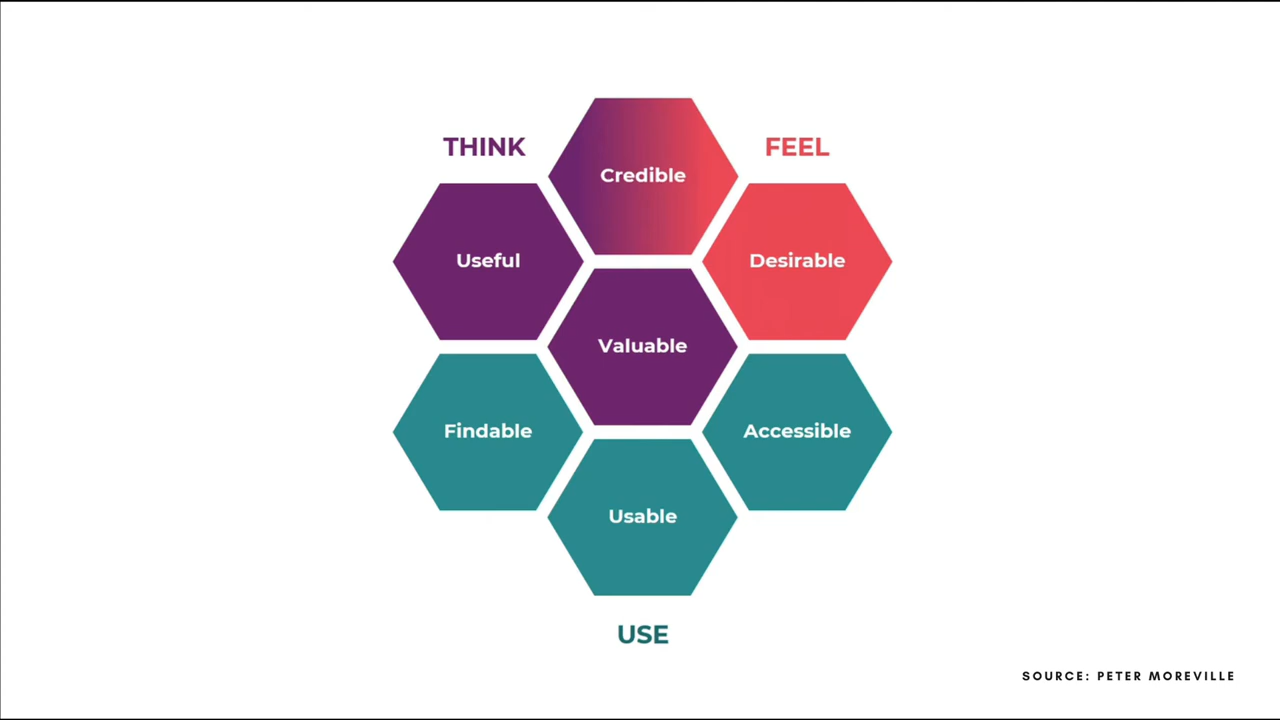 THINK
FEEL
Credible
Useful
Desirable
Valuable
Findable
Accessible
Usable
USE
SOURCE: PETER MOREVILLE